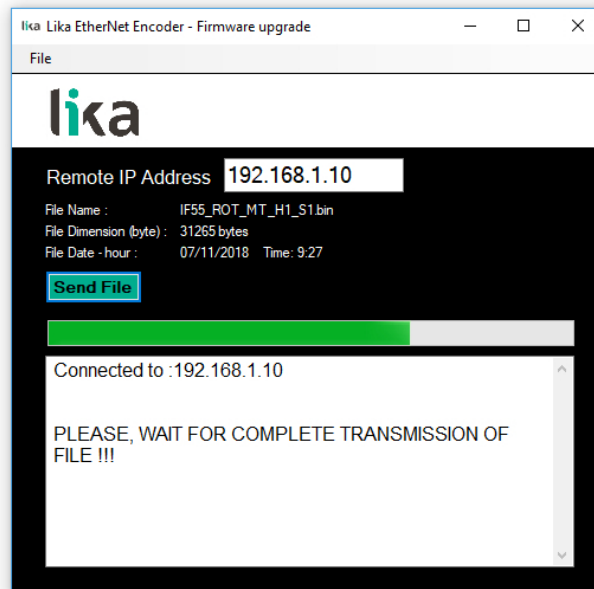 lika Lika EtherNet Encoder - Firmware upgrade
File
lika
Remote IP Address 192.168.1.10
File Name : IF55_ROT_MT_H1_S1.bin
File Dimension (byte) : 31265 bytes
File Date - hour : 07/11/2018 Time: 9:27
Send File
Connected to :192.168.1.10
PLEASE, WAIT FOR COMPLETE TRANSMISSION OF
FILE !!!